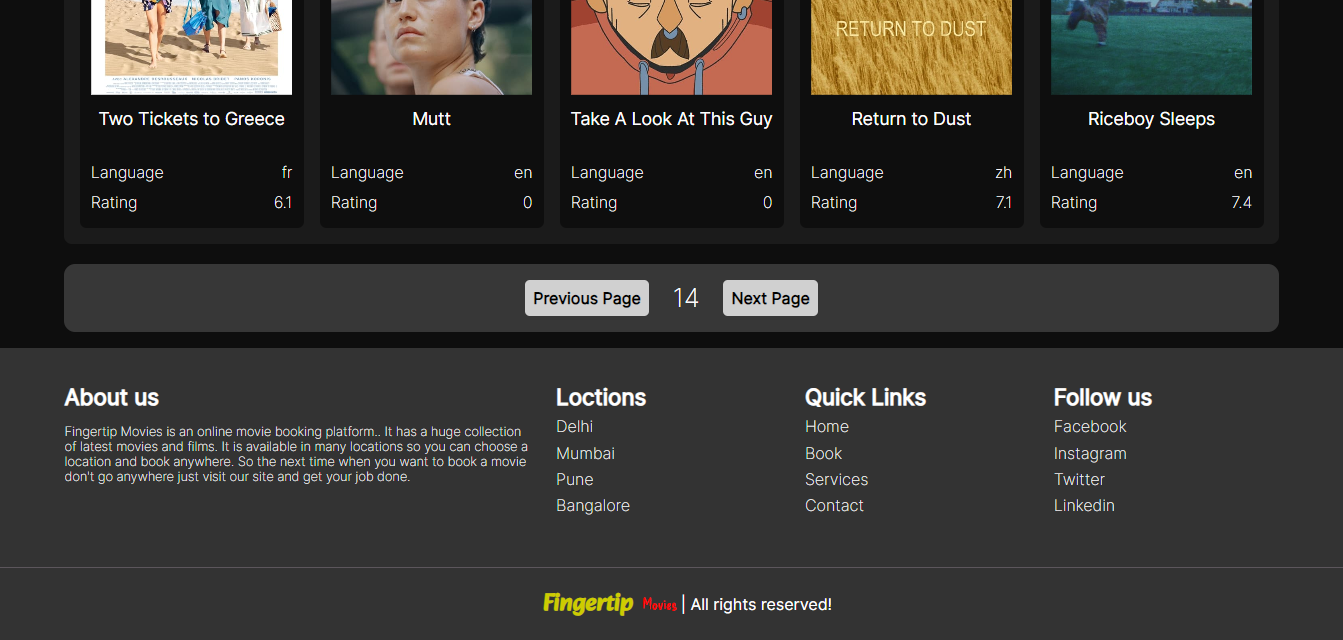 RETURN TO DUST
Two Tickets to Greece
Mutt
Take A Look At This Guy
Return to Dust
Riceboy Sleeps
Language fr
Language en
Language en
Language zh
Language en
Rating 6.1
Rating 0
Rating 0
Rating 7.1
Rating 7.4
Previous Page 14 Next Page
About us
Fingertip Movies is an online movie booking platform.. It has a huge collection
of latest movies and films. It is available in many locations so you can choose a
location and book anywhere. So the next time when you want to book a movie
don't go anywhere just visit our site and get your job done.
Loctions
Delhi
Mumbai
Pune
Bangalore
Quick Links
Home
Book
Services
Contact
Follow us
Facebook
Instagram
Twitter
Linkedin
Fingertip Movies | All rights reserved!